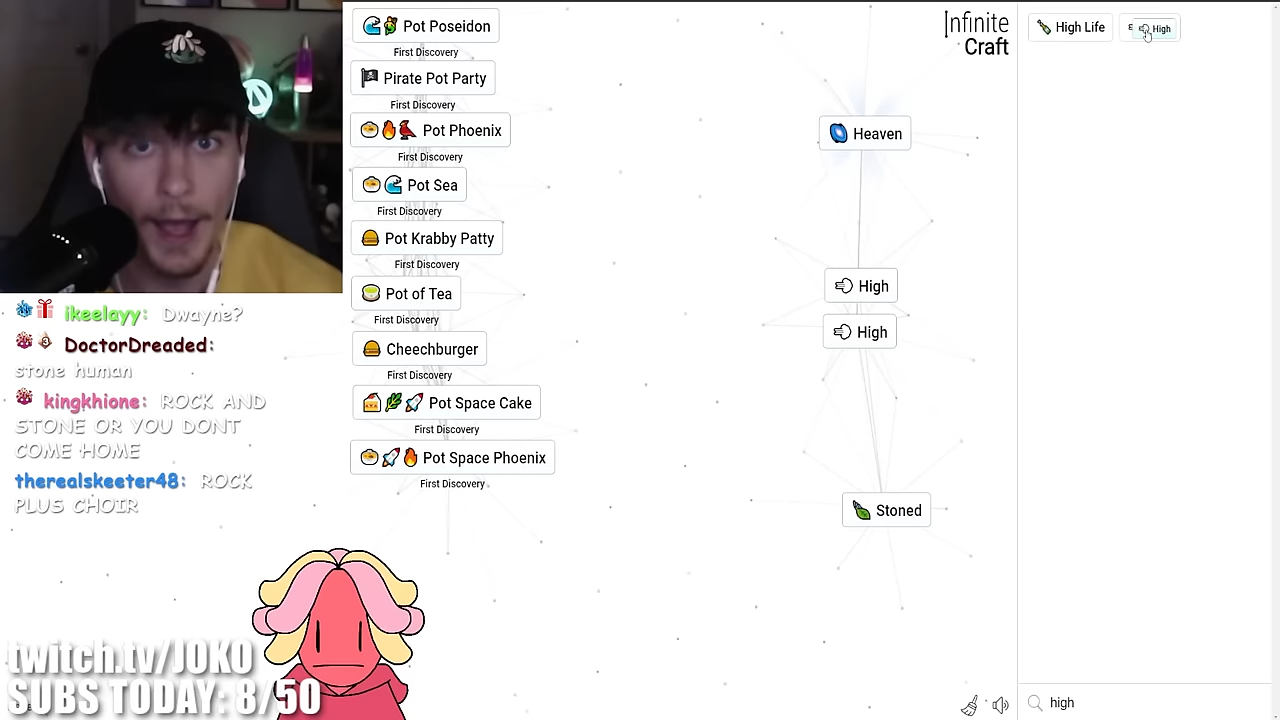 Pot Poseidon
First Discovery
Pirate Pot Party
First Discovery
Pot Phoenix
First Discovery
Pot Sea
First Discovery
Pot Krabby Patty
First Discovery
Pot of Tea
First Discovery
Cheechburger
First Discovery
Pot Space Cake
First Discovery
Pot Space Phoenix
First Discovery
Infinite
Craft
Heaven
High
High
Stoned
High Life
High
high
ikeelayy: Dwayne?
DoctorDreaded:
stone human
kingkhione: ROCK AND
STONE OR YOU DONT
COME HOME
therealskeeter48: ROCK
PLUS CHOIR
twitch.tv/JOKO
SUBS TODAY: 8/50